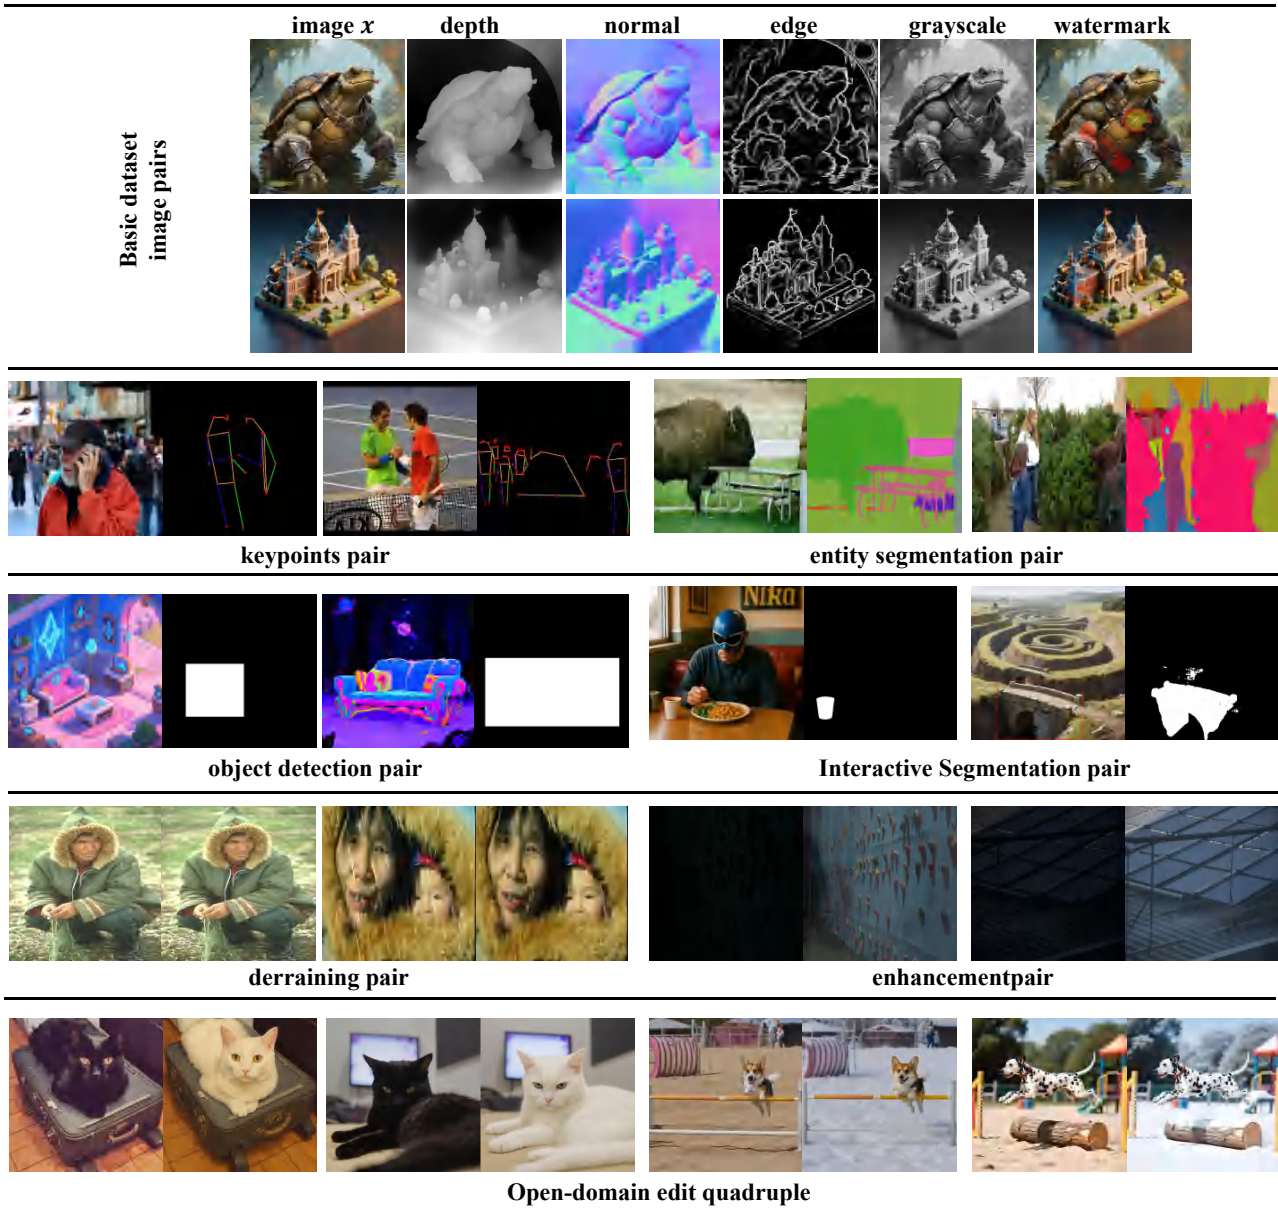 image x depth normal edge grayscale watermark
Basic dataset
image pairs
keypoints pair entity segmentation pair
Nika
object detection pair Interactive Segmentation pair
derraining pair enhancementpair
Open-domain edit quadruple